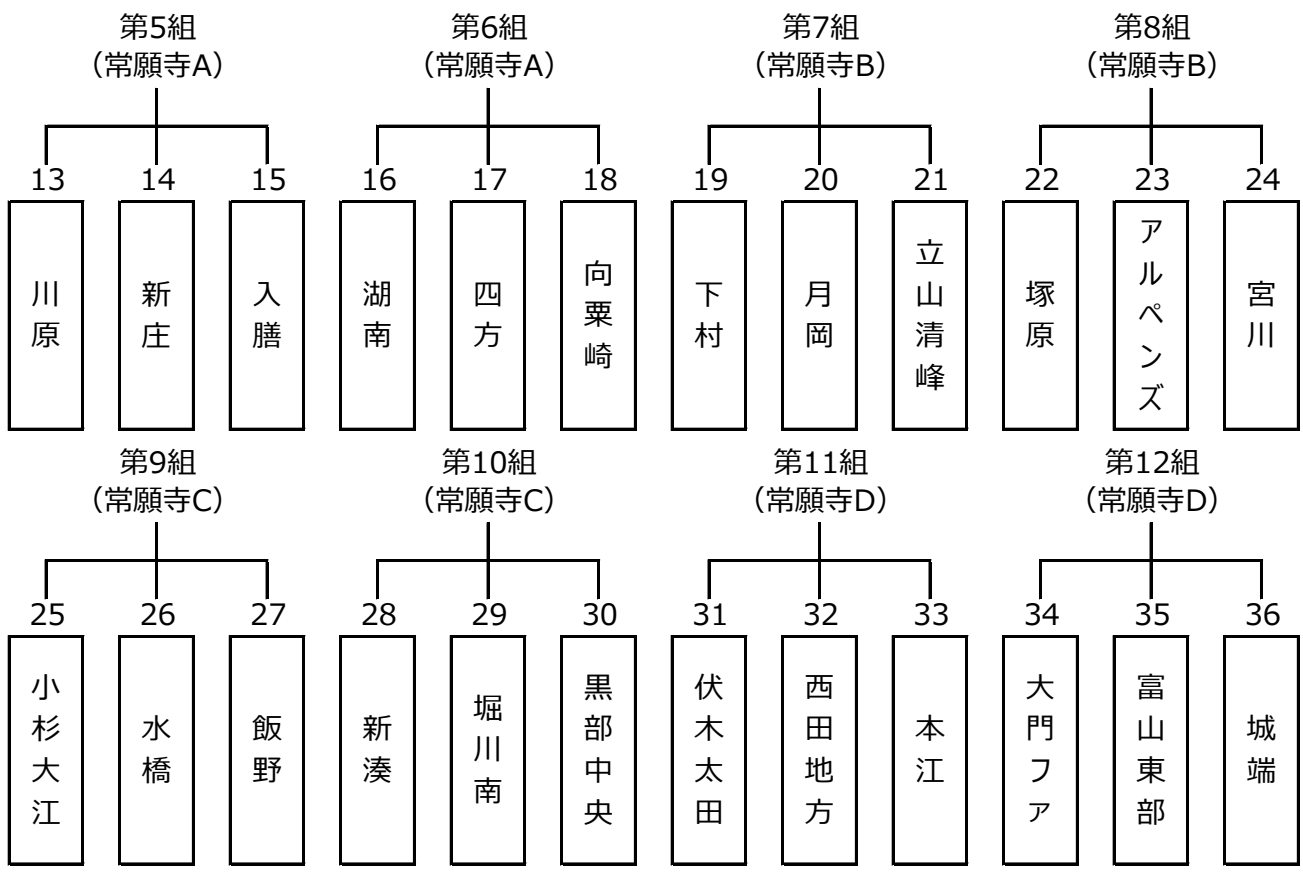 第5組
（常願寺A）
第6組
（常願寺A）
第7組
（常願寺B）
第8組
（常願寺B）
13
14
15
16
17
18
19
20
21
22
23
24
川原
新庄
入膳
湖南
四方
向粟崎
下村
月岡
立山清峰
塚原
アルペンズ
宮川
第9組
（常願寺C）
第10組
（常願寺C）
第11組
（常願寺D）
第12組
（常願寺D）
25
26
27
28
29
30
31
32
33
34
35
36
小杉大江
水橋
飯野
新湊
堀川南
黒部中央
伏木太田
西田地方
本江
大門ファ
富山東部
城端